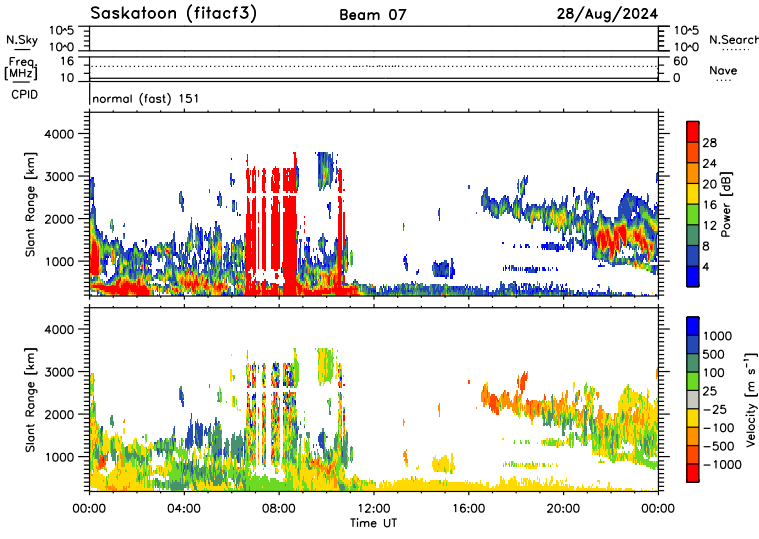 Saskatoon (fitacf3) Beam 07 28/Aug/2024
N.Sky 10^5 10^0 10^5 10^0 N.Search
Freq. [MHz] 16 10 60 0 Nave
CPID normal (fast) 151
Slant Range [km] 4000 3000 2000 1000
28 24 20 16 12 8 4 Power [dB]
Slant Range [km] 4000 3000 2000 1000
1000 500 100 25 −25 −100 −500 −1000 Velocity [m s⁻¹]
00:00 04:00 08:00 12:00 16:00 20:00 00:00
Time UT